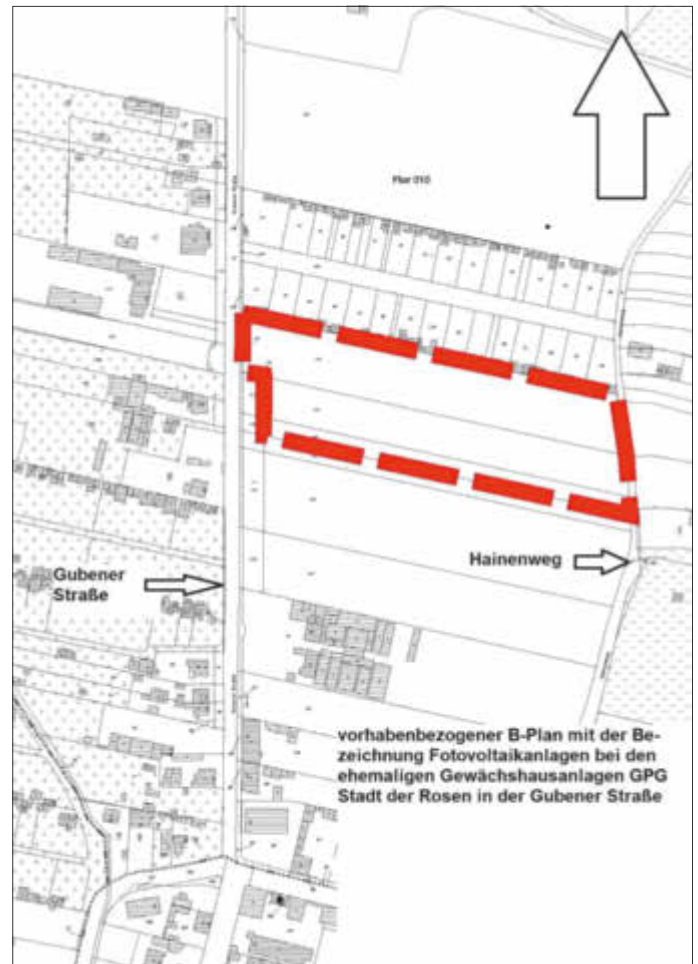 Flur 010
Hainenweg
Gubener
Straße
vorhabenbezogener B-Plan mit der Be-
zeichnung Fotovoltaikanlagen bei den
ehemaligen Gewächshausanlagen GPG
Stadt der Rosen in der Gubener Straße